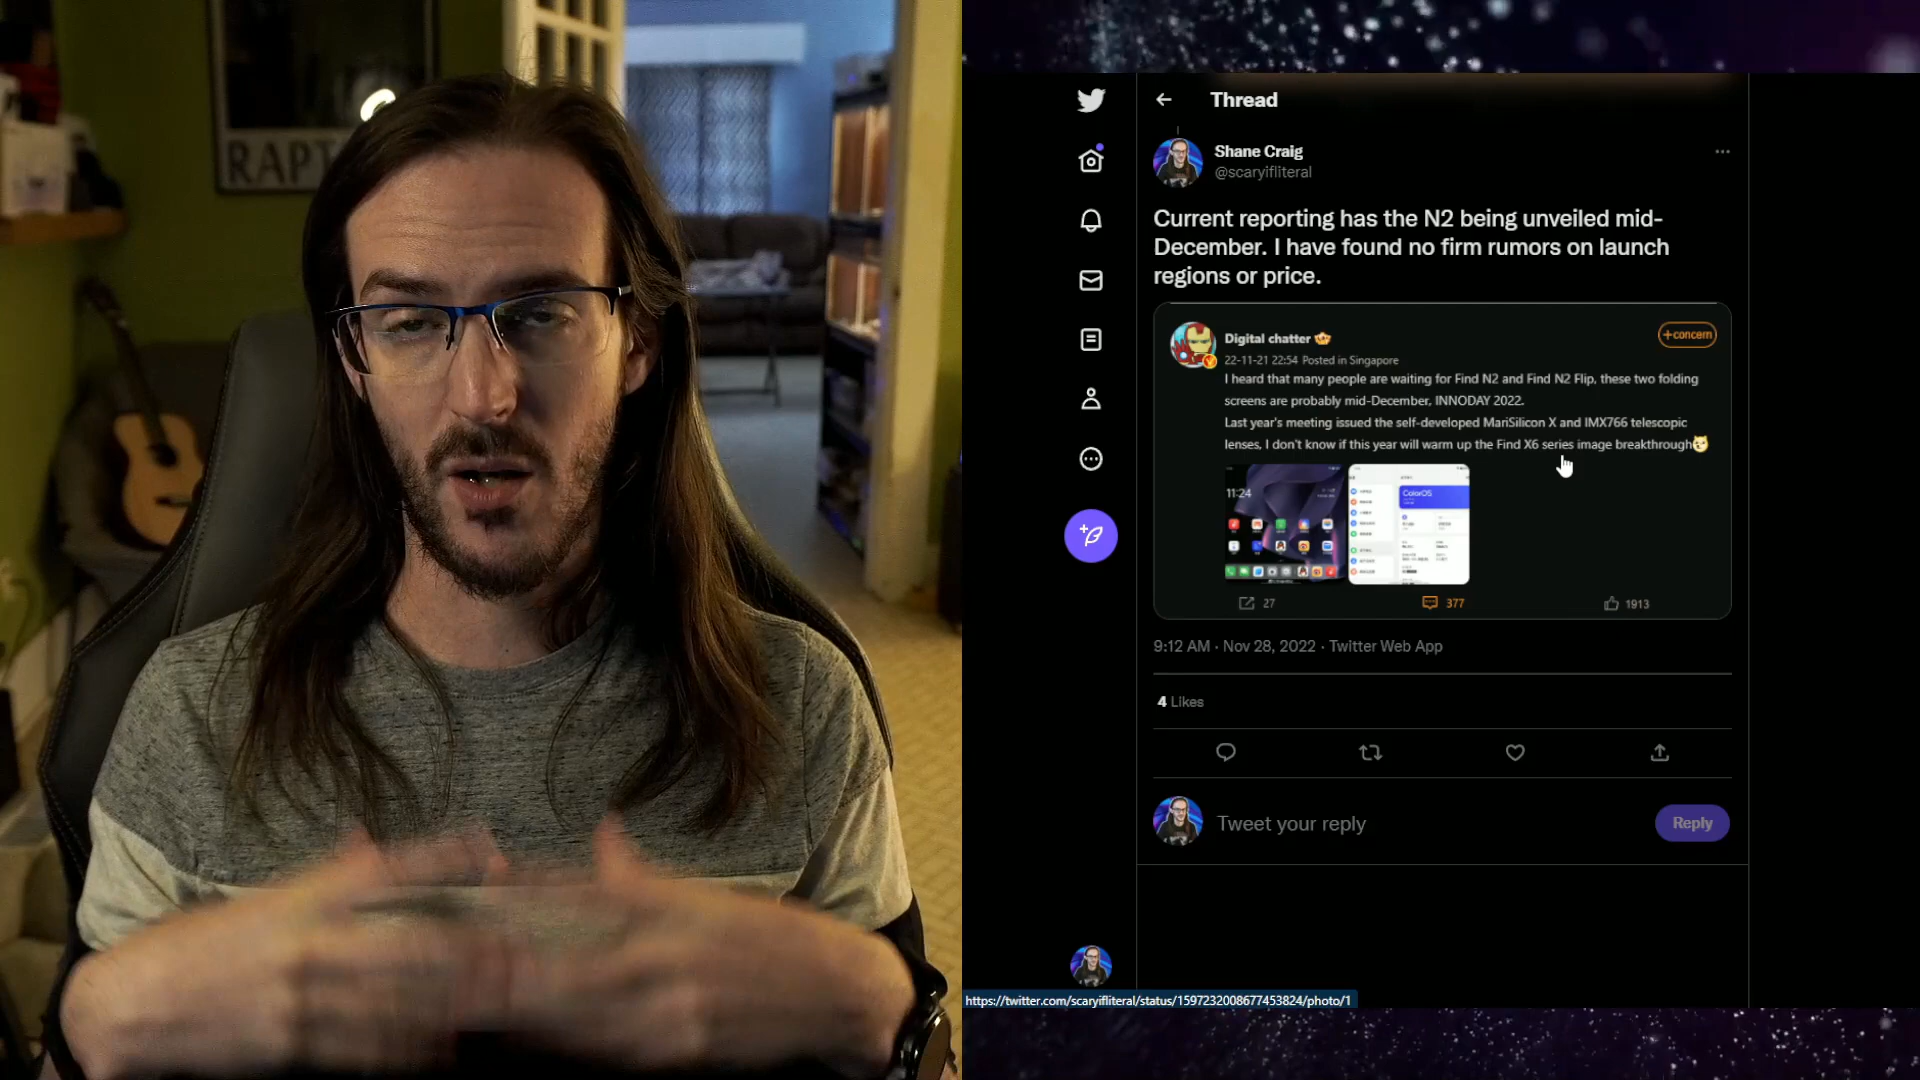 RAPT
Thread
Shane Craig
@scaryifliteral
Current reporting has the N2 being unveiled mid-
December. I have found no firm rumors on launch
regions or price.
Digital chatter
+concern
22-11-21 22:54 Posted in Singapore
I heard that many people are waiting for Find N2 and Find N2 Flip, these two folding
screens are probably mid-December, INNODAY 2022.
Last year's meeting issued the self-developed MariSilicon X and IMX766 telescopic
lenses, I don't know if this year will warm up the Find X6 series image breakthrough
11:24
ColorOS
27
377
1913
9:12 AM · Nov 28, 2022 · Twitter Web App
4 Likes
Tweet your reply
Reply
https://twitter.com/scaryifliteral/status/1597232008677453824/photo/1